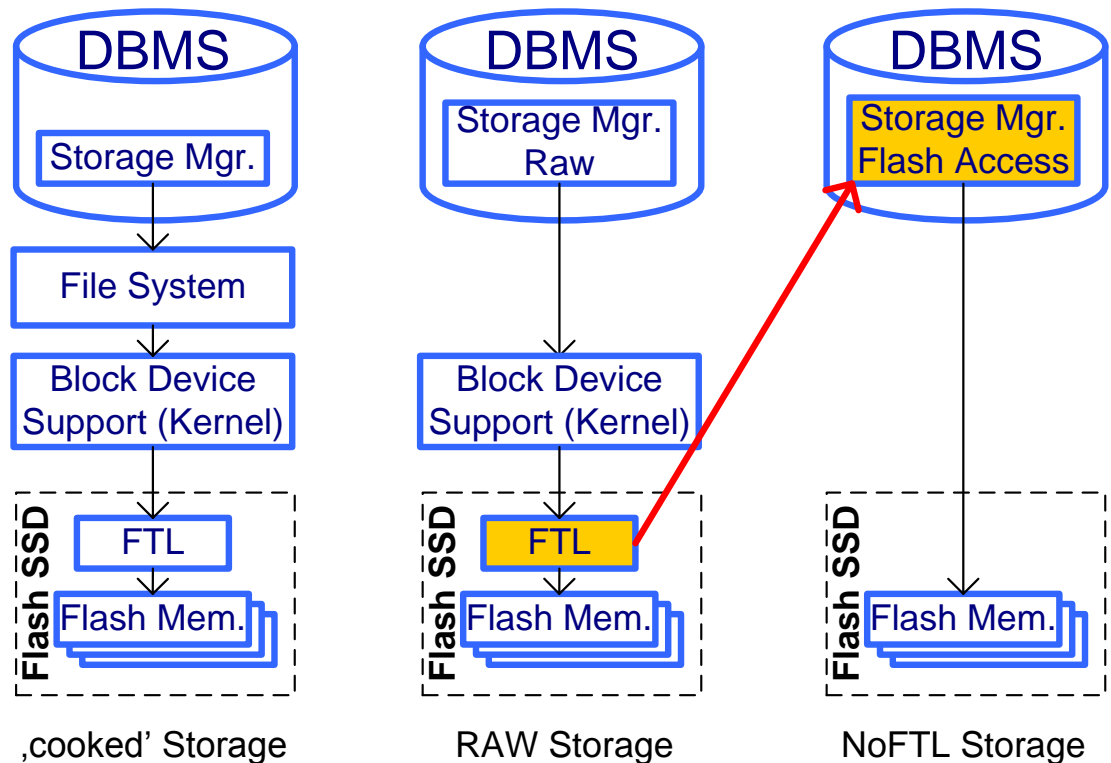 DBMS
Storage Mgr.
File System
Block Device
Support (Kernel)
Flash SSD
FTL
Flash Mem.
‚cooked’ Storage
DBMS
Storage Mgr.
Raw
Block Device
Support (Kernel)
Flash SSD
FTL
Flash Mem.
RAW Storage
DBMS
Storage Mgr.
Flash Access
Flash SSD
Flash Mem.
NoFTL Storage